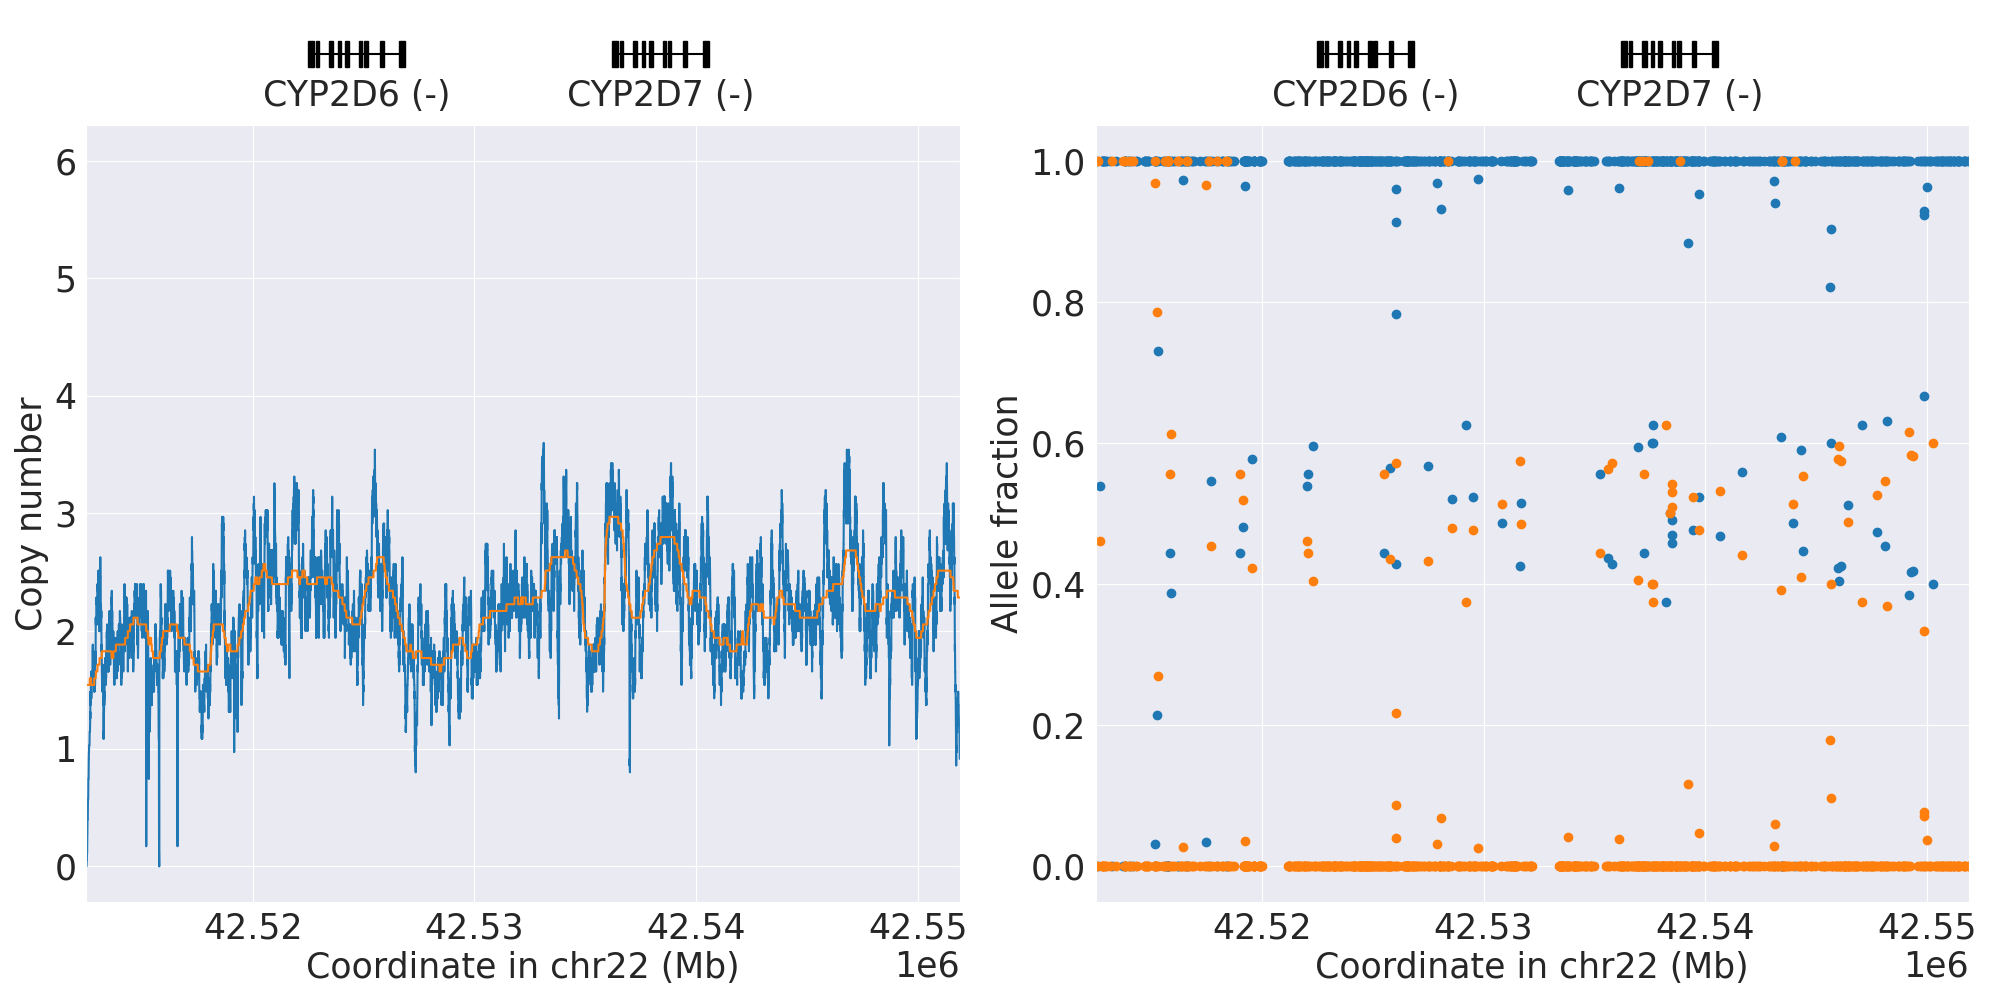 CYP2D6 (-) CYP2D7 (-)
6
5
4
3
2
1
0
Copy number
42.52 42.53 42.54 42.55
Coordinate in chr22 (Mb) 1e6
CYP2D6 (-) CYP2D7 (-)
1.0
0.8
0.6
0.4
0.2
0.0
Allele fraction
42.52 42.53 42.54 42.55
Coordinate in chr22 (Mb) 1e6